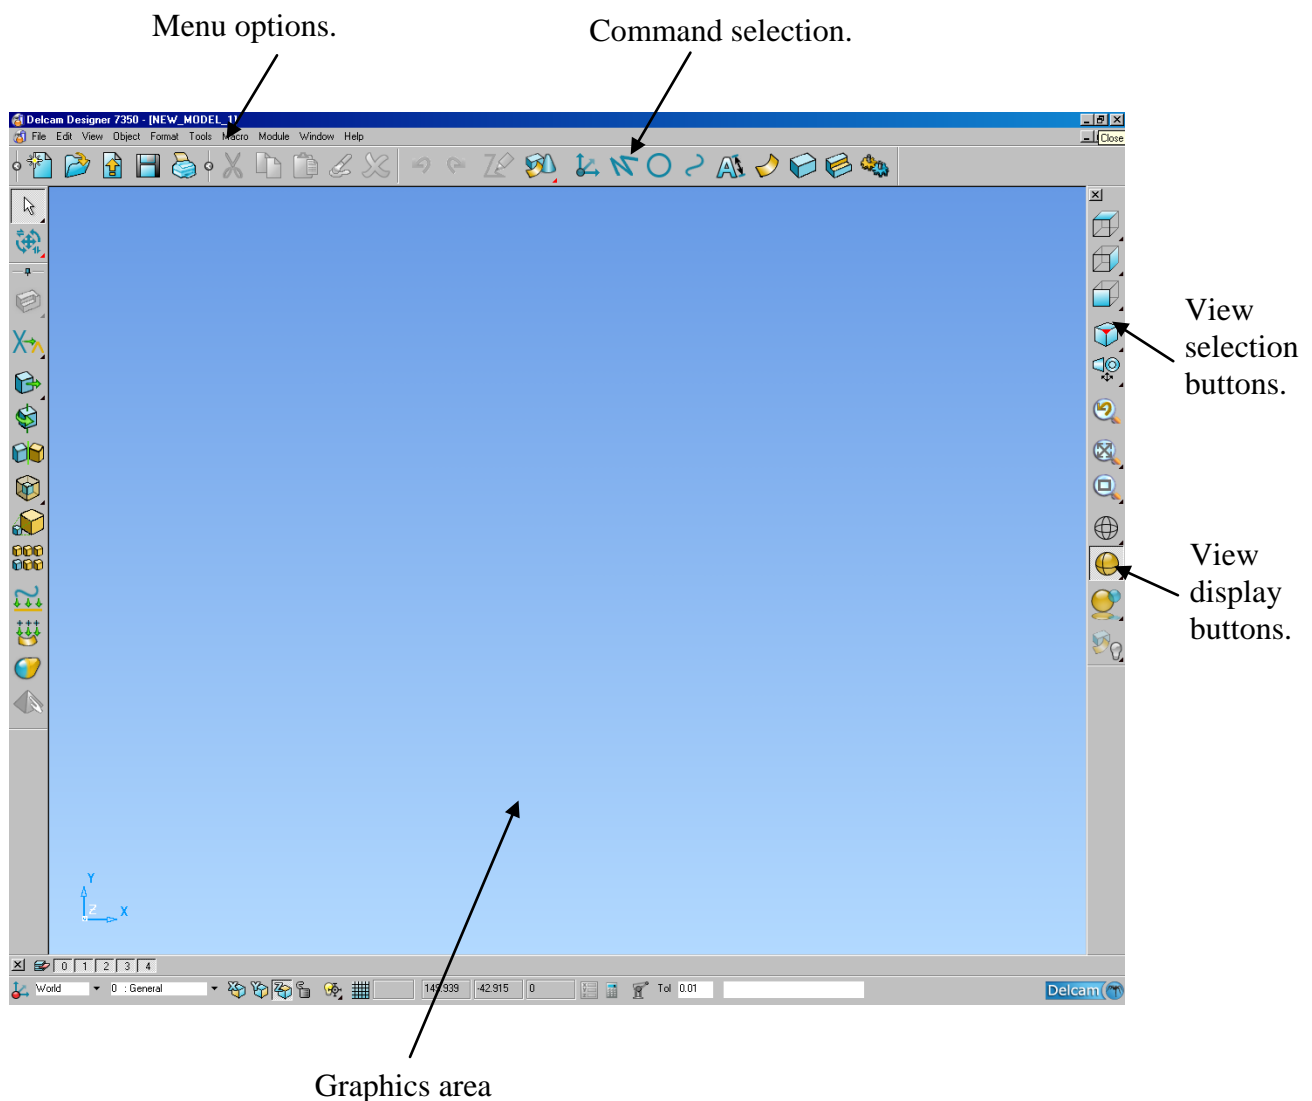 Menu options.
Command selection.
Delcam Designer 7350 - [NEW_MODEL_1]
File Edit View Object Format Tools Macro Module Window Help
Close
View
selection
buttons.
View
display
buttons.
Y
Z
X
0 1 2 3 4
World 0 : General 149.939 -42.915 0 Tol 0.01 Delcam
Graphics area